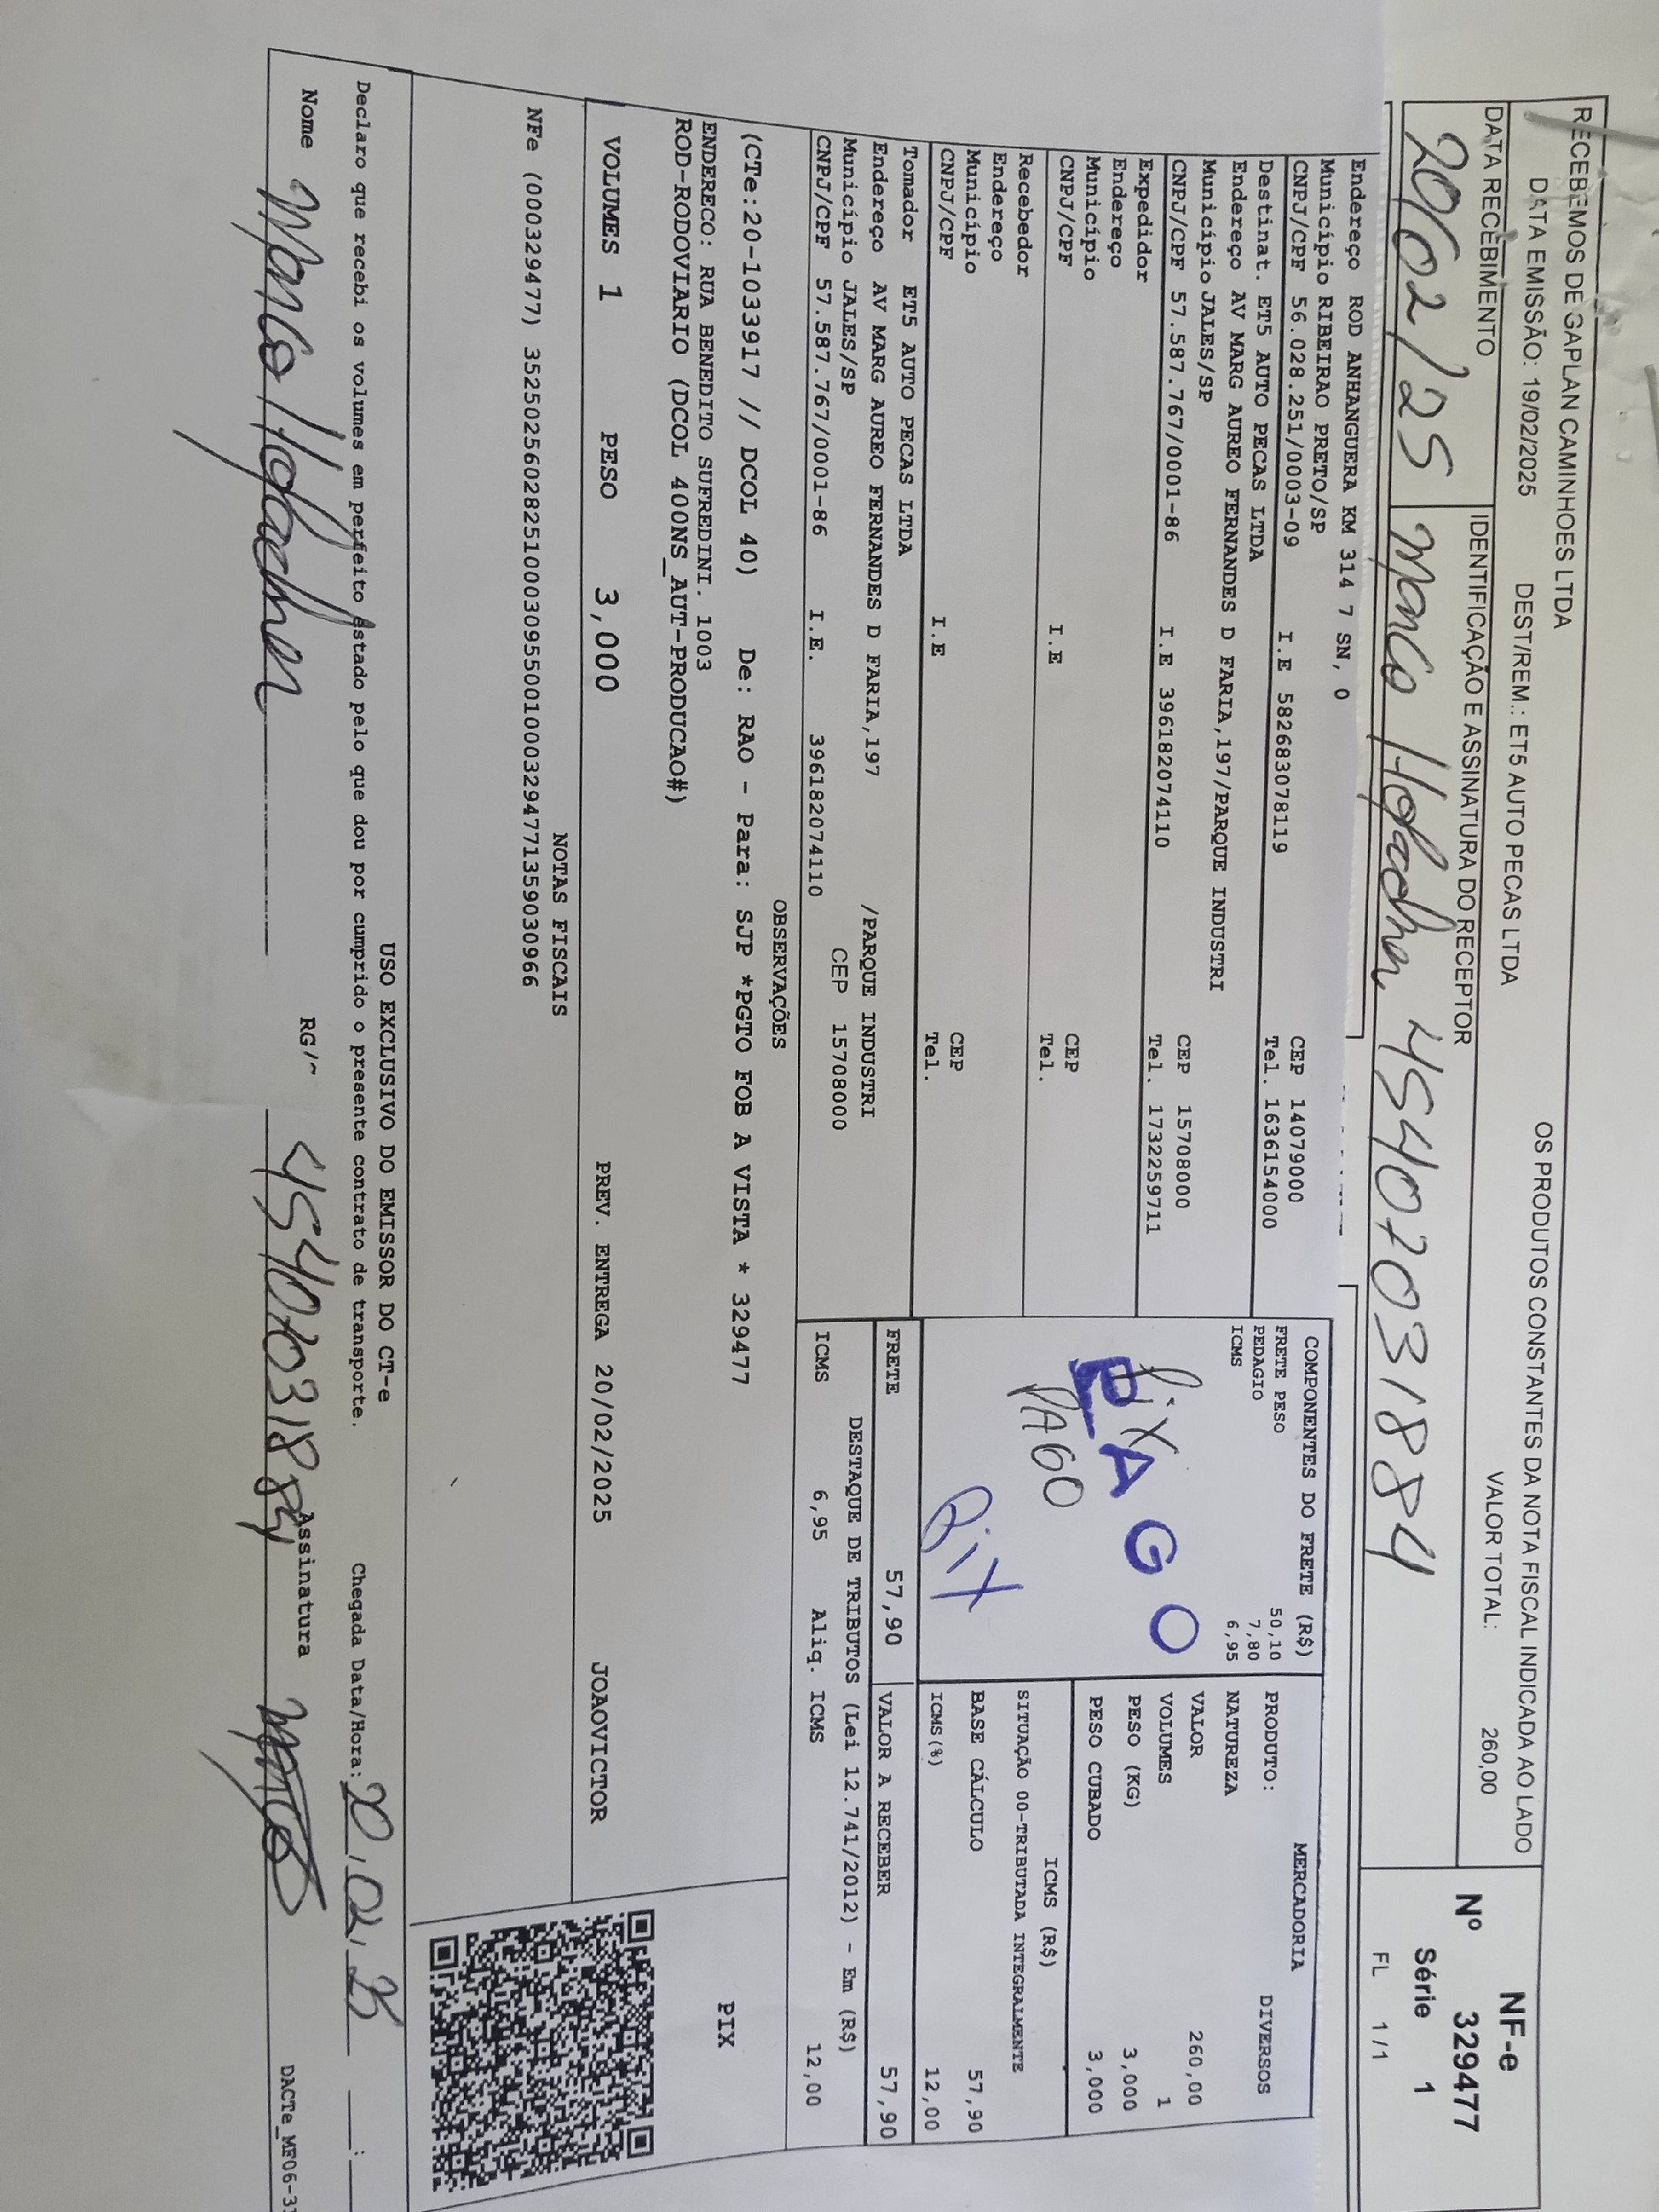 RECEBEMOS DE GAPLAN CAMINHOES LTDA
OS PRODUTOS CONSTANTES DA NOTA FISCAL INDICADA AO LADO
DATA EMISSÃO: 19/02/2025 DEST/REM.: ET5 AUTO PECAS LTDA VALOR TOTAL: 260,00
DATA RECEBIMENTO IDENTIFICAÇÃO E ASSINATURA DO RECEPTOR
20/02/25 45407031884
NF-e
Nº 329477
Série 1
FL 1 / 1
Endereço ROD ANHANGUERA KM 314 7 SN, 0
Município RIBEIRAO PRETO/SP CEP 14079000
CNPJ/CPF 56.028.251/0003-09 I.E 582683078119 Tel. 1636154000
Destinat. ET5 AUTO PECAS LTDA
Endereço AV MARG AUREO FERNANDES D FARIA,197/PARQUE INDUSTRI
Município JALES/SP CEP 15708000
CNPJ/CPF 57.587.767/0001-86 I.E 396182074110 Tel. 1732259711
Expedidor
Endereço
Município CEP
CNPJ/CPF I.E Tel.
Recebedor
Endereço
Município CEP
CNPJ/CPF I.E Tel.
Tomador ET5 AUTO PECAS LTDA
Endereço AV MARG AUREO FERNANDES D FARIA,197 /PARQUE INDUSTRI
Município JALES/SP CEP 15708000
CNPJ/CPF 57.587.767/0001-86 I.E. 396182074110
COMPONENTES DO FRETE (R$)
FRETE PESO 50,10
PEDAGIO 7,80
ICMS 6,95
PIX
PAGO
PAGO
PIX
FRETE 57,90
MERCADORIA
PRODUTO: DIVERSOS
NATUREZA
VALOR 260,00
VOLUMES 1
PESO (KG) 3,000
PESO CUBADO 3,000
ICMS (R$)
SITUAÇÃO 00-TRIBUTADA INTEGRALMENTE
BASE CÁLCULO 57,90
ICMS(%) 12,00
VALOR A RECEBER 57,90
DESTAQUE DE TRIBUTOS (Lei 12.741/2012) - Em (R$)
ICMS 6,95 Aliq. ICMS 12,00
OBSERVAÇÕES
(CTe:20-1033917 // DCOL 40) De: RAO - Para: SJP *PGTO FOB A VISTA * 329477
ENDERECO: RUA BENEDITO SUFREDINI. 1003
ROD-RODOVIARIO (DCOL 400NS_AUT-PRODUCAO#)
PIX
VOLUMES 1 PESO 3,000 PREV. ENTREGA 20/02/2025 JOAOVICTOR
NOTAS FISCAIS
NFe (000329477) 35250256028251000309550010003294771359030966
USO EXCLUSIVO DO EMISSOR DO CT-e
Declaro que recebi os volumes em perfeito estado pelo que dou por cumprido o presente contrato de transporte. Chegada Data/Hora: 20/02/25 :
Nome RG/ Assinatura
DACTe_MF06-31